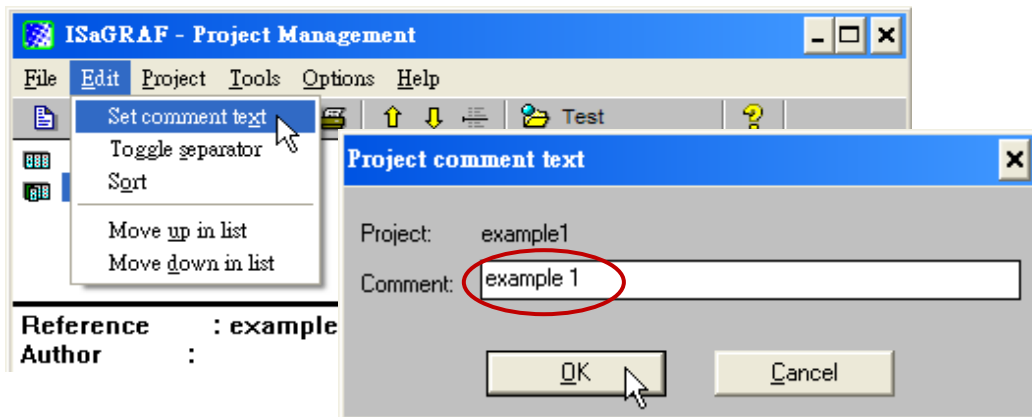 ISaGRAF - Project Management
File Edit Project Tools Options Help
Set comment text
Test
Toggle separator
Sort
Move up in list
Move down in list
Reference : example
Author :
Project comment text
Project: example1
Comment: example 1
OK Cancel